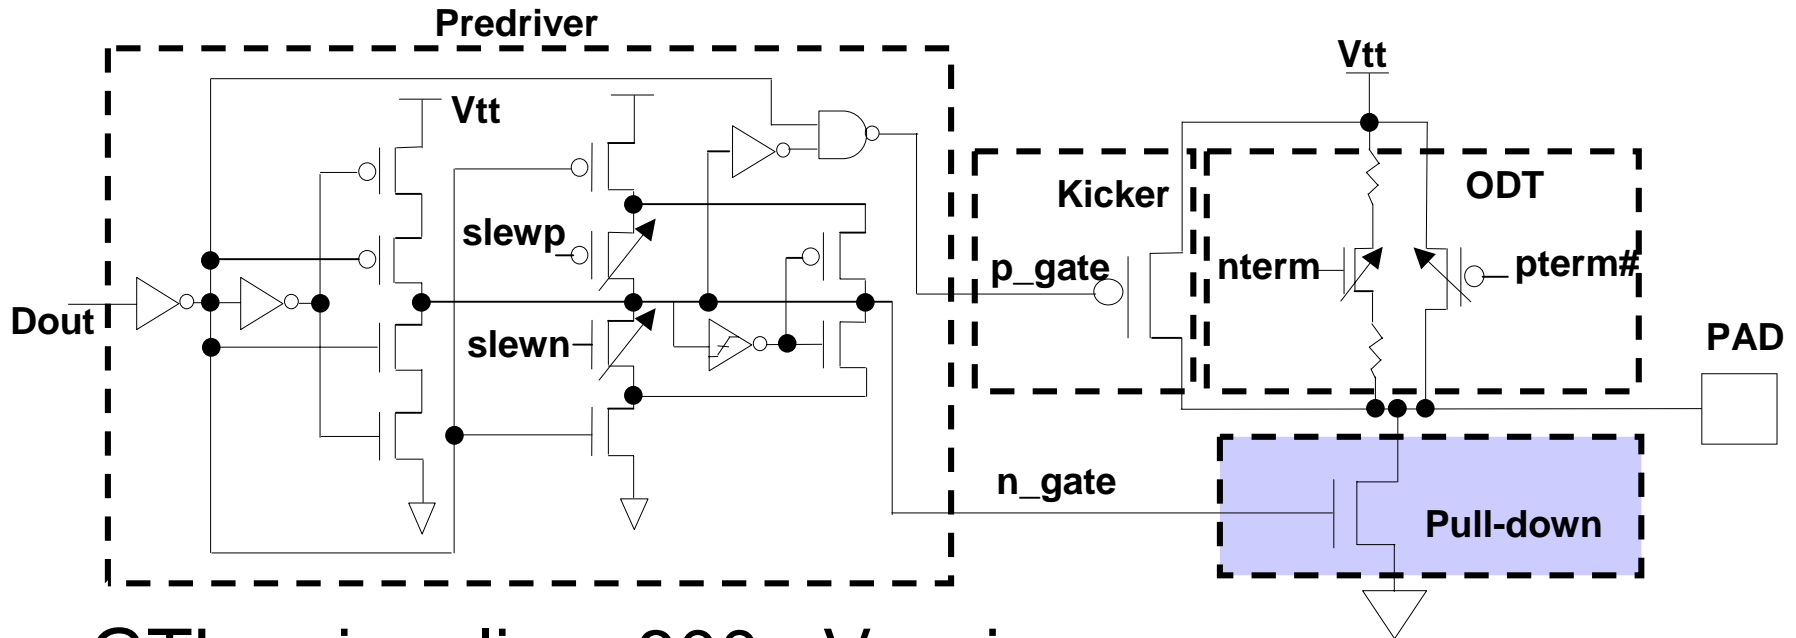 Predriver
Vtt
Vtt
Kicker
ODT
slewp
p_gate
nterm
pterm#
Dout
slewn
PAD
n_gate
Pull-down